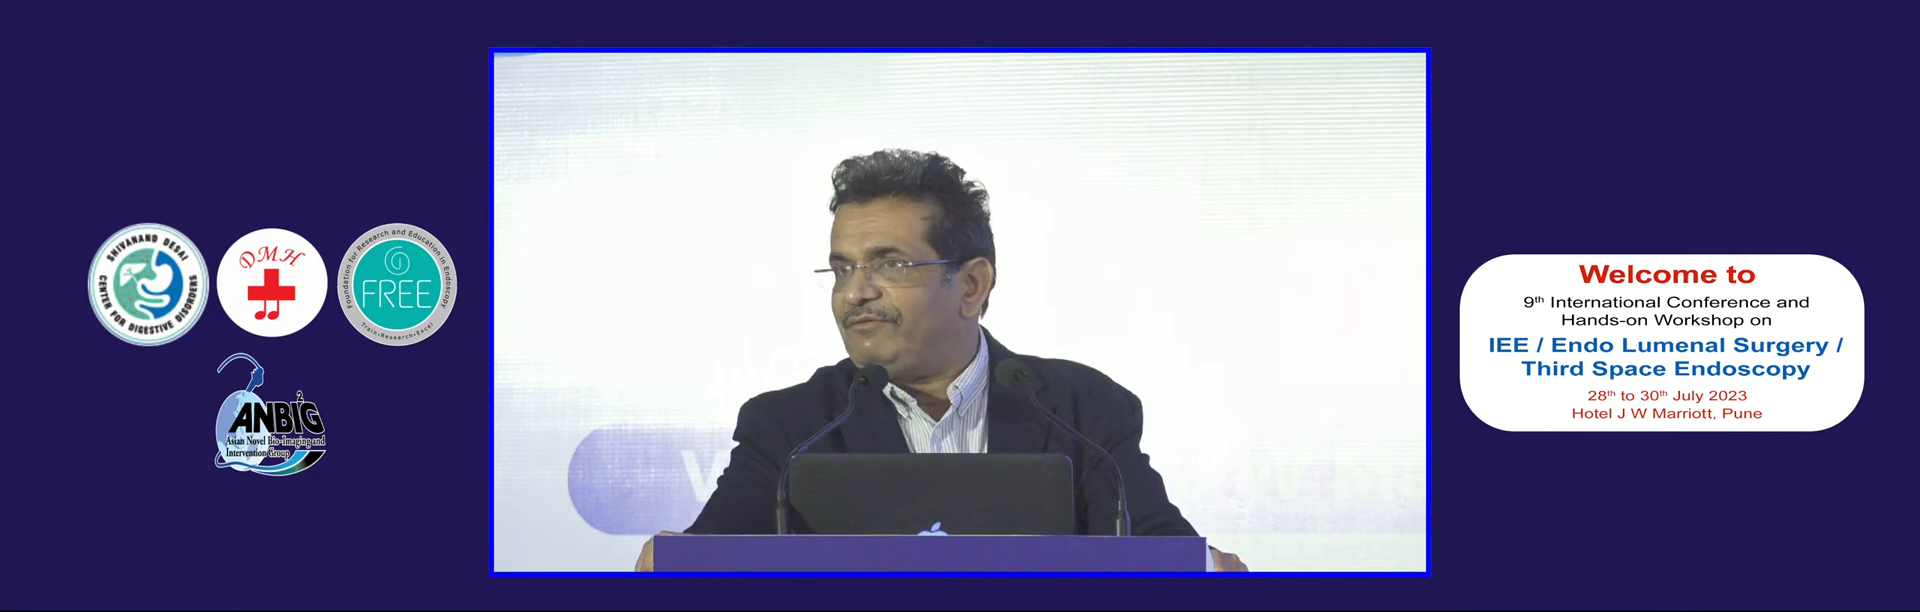 SHIVANAND DESAI
CENTER FOR DIGESTIVE DISORDERS
DMH
Foundation for Research and Education in Endoscopy
FREE
Train•Research•Excel
ANBIG
2
Asian Novel Bio-Imaging and
Intervention Group
Welcome to
9th International Conference and
Hands-on Workshop on
IEE / Endo Lumenal Surgery /
Third Space Endoscopy
28th to 30th July 2023
Hotel J W Marriott, Pune